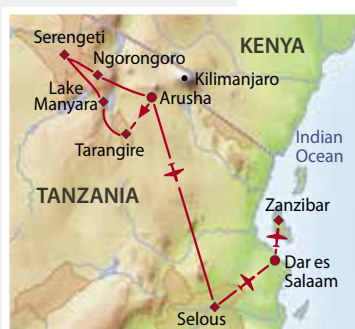 Serengeti
KENYA
Ngorongoro
Kilimanjaro
Lake
Manyara
Arusha
Tarangire
Indian
Ocean
TANZANIA
Zanzibar
Dar es
Salaam
Selous